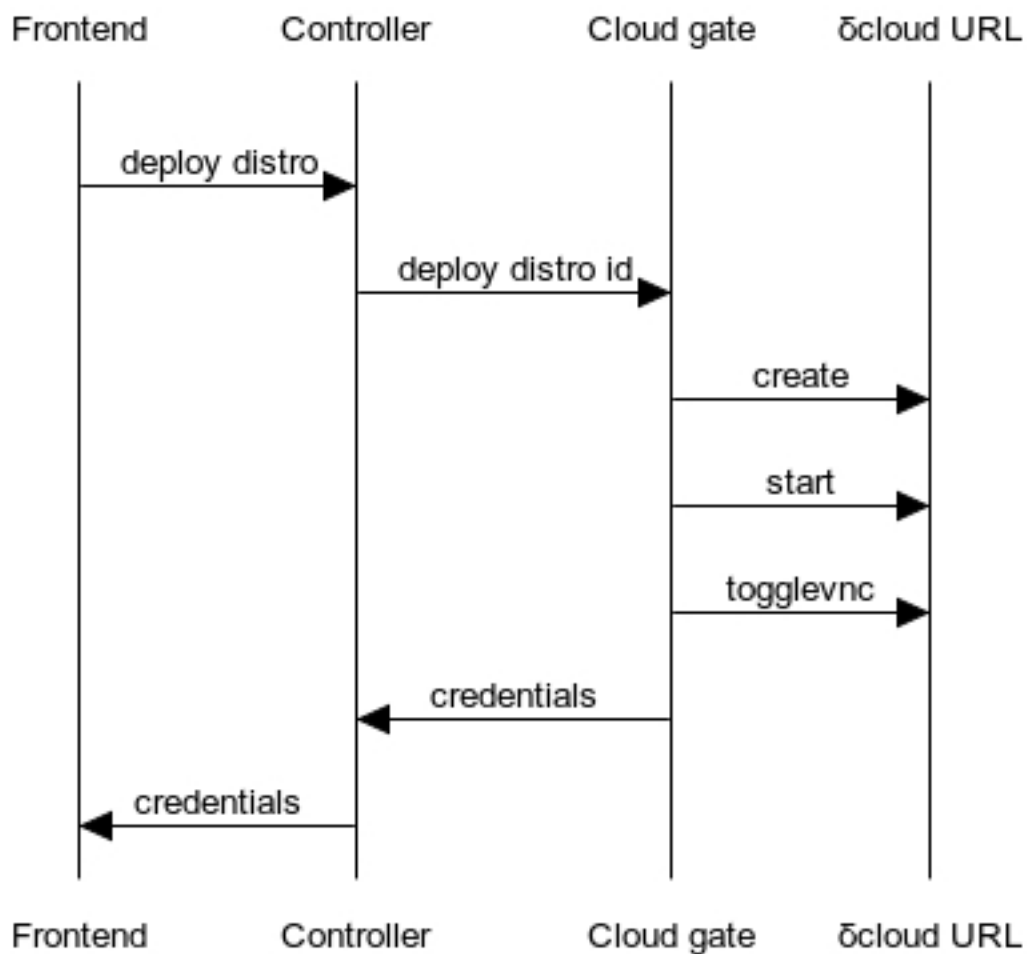 Frontend Controller Cloud gate δcloud URL
deploy distro
deploy distro id
create
start
togglevnc
credentials
credentials
Frontend Controller Cloud gate δcloud URL